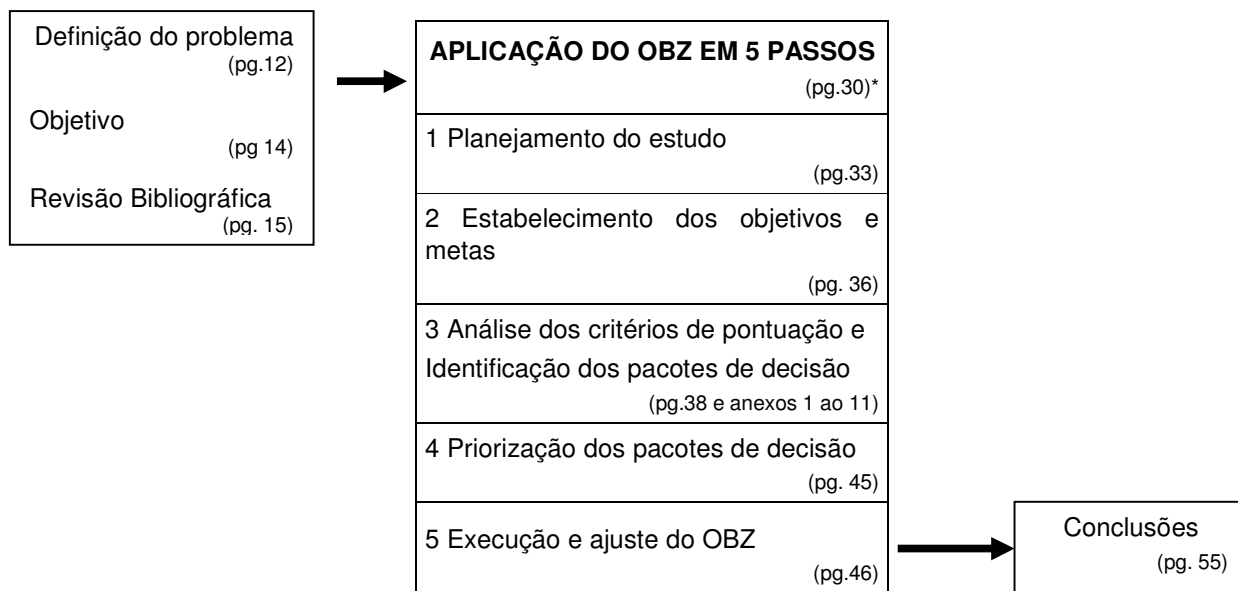 Definição do problema
(pg.12)
Objetivo
(pg 14)
Revisão Bibliográfica
(pg. 15)
APLICAÇÃO DO OBZ EM 5 PASSOS
(pg.30)*
1 Planejamento do estudo
(pg.33)
2 Estabelecimento dos objetivos e
metas
(pg. 36)
3 Análise dos critérios de pontuação e
Identificação dos pacotes de decisão
(pg.38 e anexos 1 ao 11)
4 Priorização dos pacotes de decisão
(pg. 45)
5 Execução e ajuste do OBZ
(pg.46)
Conclusões
(pg. 55)